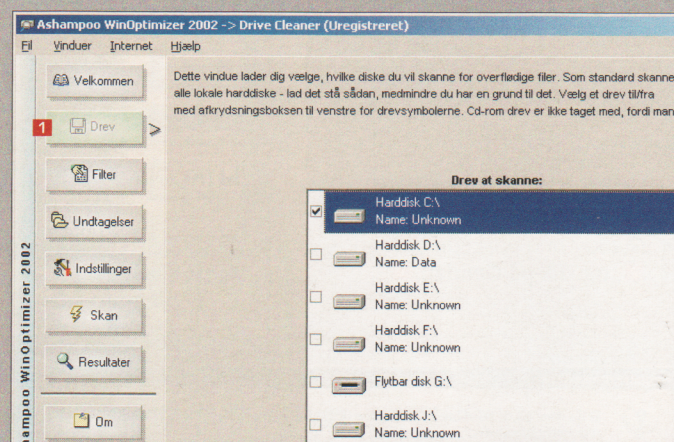 Ashampoo WinOptimizer 2002 -> Drive Cleaner (Uregistreret)
Fil Vinduer Internet Hjælp
Velkommen
1 Drev >
Filter
Undtagelser
Indstillinger
Skan
Resultater
Om
WinOptimizer 2002
Dette vindue lader dig vælge, hvilke diske du vil skanne for overflødige filer. Som standard skanne
alle lokale harddiske - lad det stå sådan, medmindre du har en grund til det. Vælg et drev til/fra
med afkrydsningsboksen til venstre for drevsymbolerne. Cd-rom drev er ikke taget med, fordi man
Drev at skanne:
Harddisk C:\
Name: Unknown
Harddisk D:\
Name: Data
Harddisk E:\
Name: Unknown
Harddisk F:\
Name: Unknown
Flytbar disk G:\
Harddisk J:\
Name: Unknown